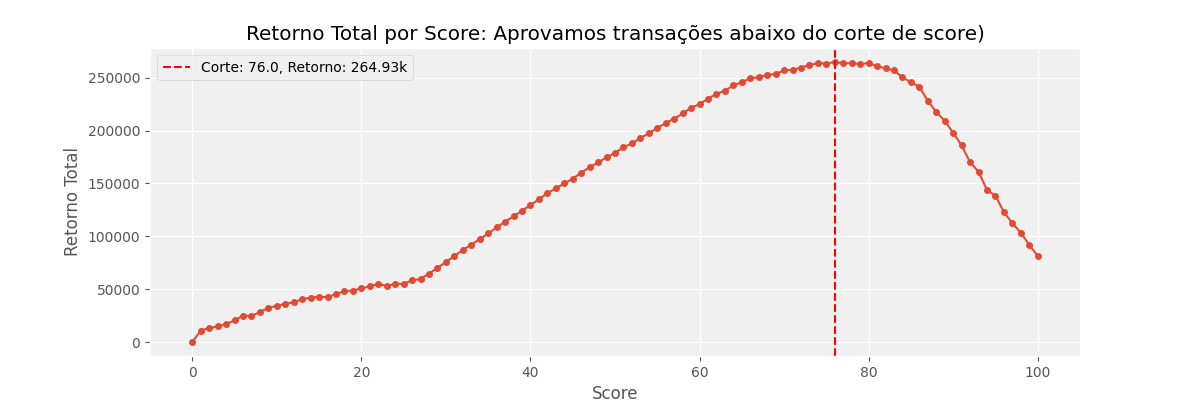 Retorno Total por Score: Aprovamos transações abaixo do corte de score)
Corte: 76.0, Retorno: 264.93k
Retorno Total
250000
200000
150000
100000
50000
0
0 20 40 60 80 100
Score